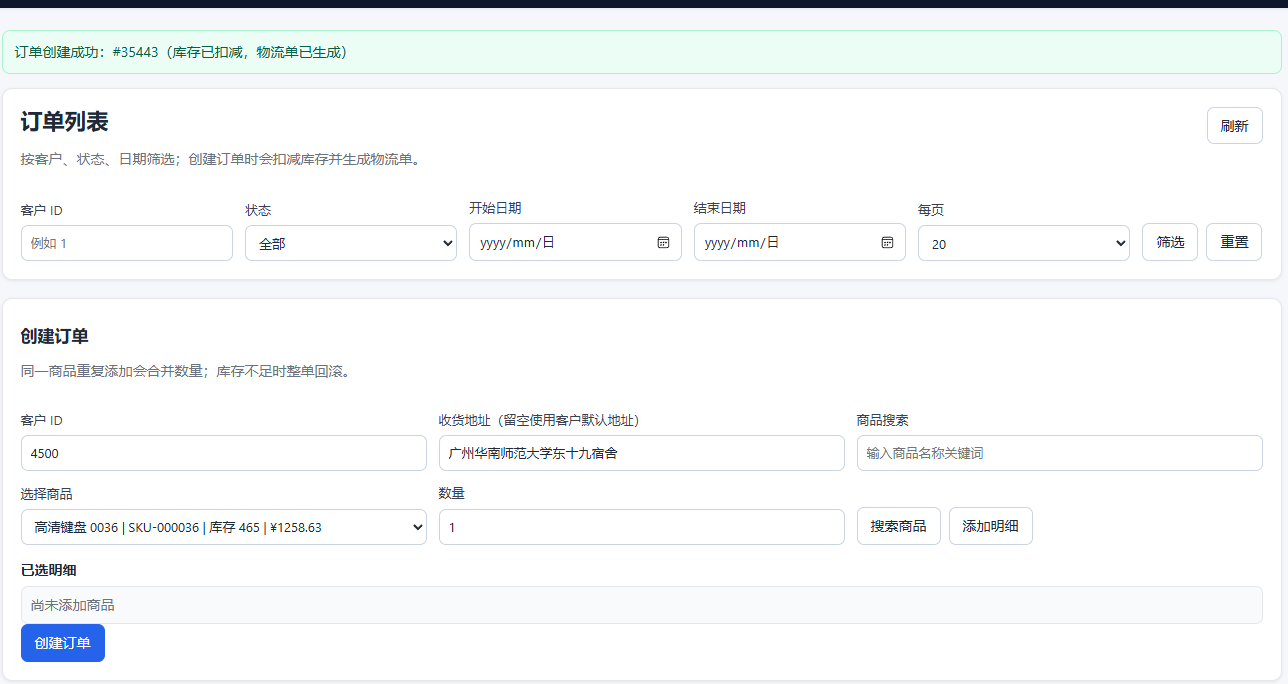 订单创建成功：#35443（库存已扣减，物流单已生成）
订单列表
刷新
按客户、状态、日期筛选；创建订单时会扣减库存并生成物流单。
客户 ID 状态 开始日期 结束日期 每页
例如 1 全部 yyyy/mm/日 yyyy/mm/日 20 筛选 重置
创建订单
同一商品重复添加会合并数量；库存不足时整单回滚。
客户 ID 收货地址（留空使用客户默认地址） 商品搜索
4500 广州华南师范大学东十九宿舍 输入商品名称关键词
选择商品 数量
高清键盘 0036 | SKU-000036 | 库存 465 | ¥1258.63 1 搜索商品 添加明细
已选明细
尚未添加商品
创建订单